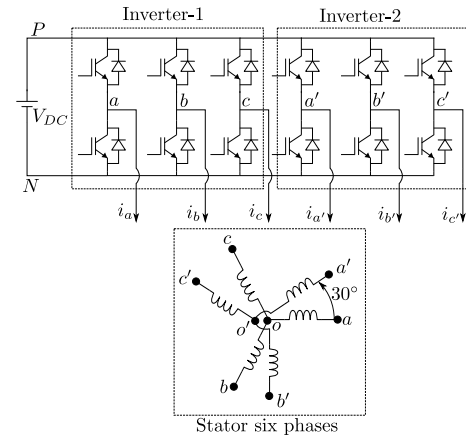 Inverter-1 Inverter-2
P
a b c a′ b′ c′
V_DC
N
i_a i_b i_c i_a′ i_b′ i_c′
c
c′ a′
30°
o′ o a
b b′
Stator six phases